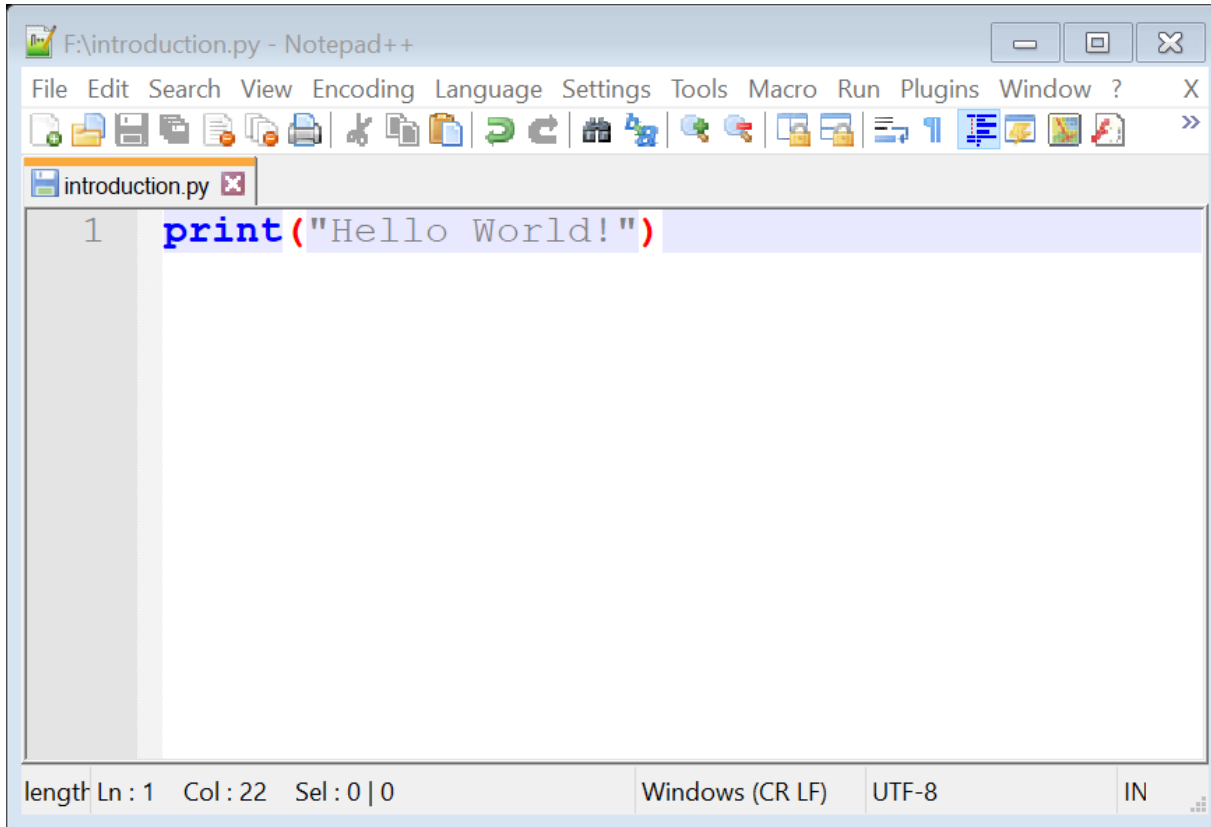 F:\introduction.py - Notepad++
File Edit Search View Encoding Language Settings Tools Macro Run Plugins Window ? X
introduction.py
1 print("Hello World!")
length Ln : 1 Col : 22 Sel : 0 | 0 Windows (CR LF) UTF-8 IN